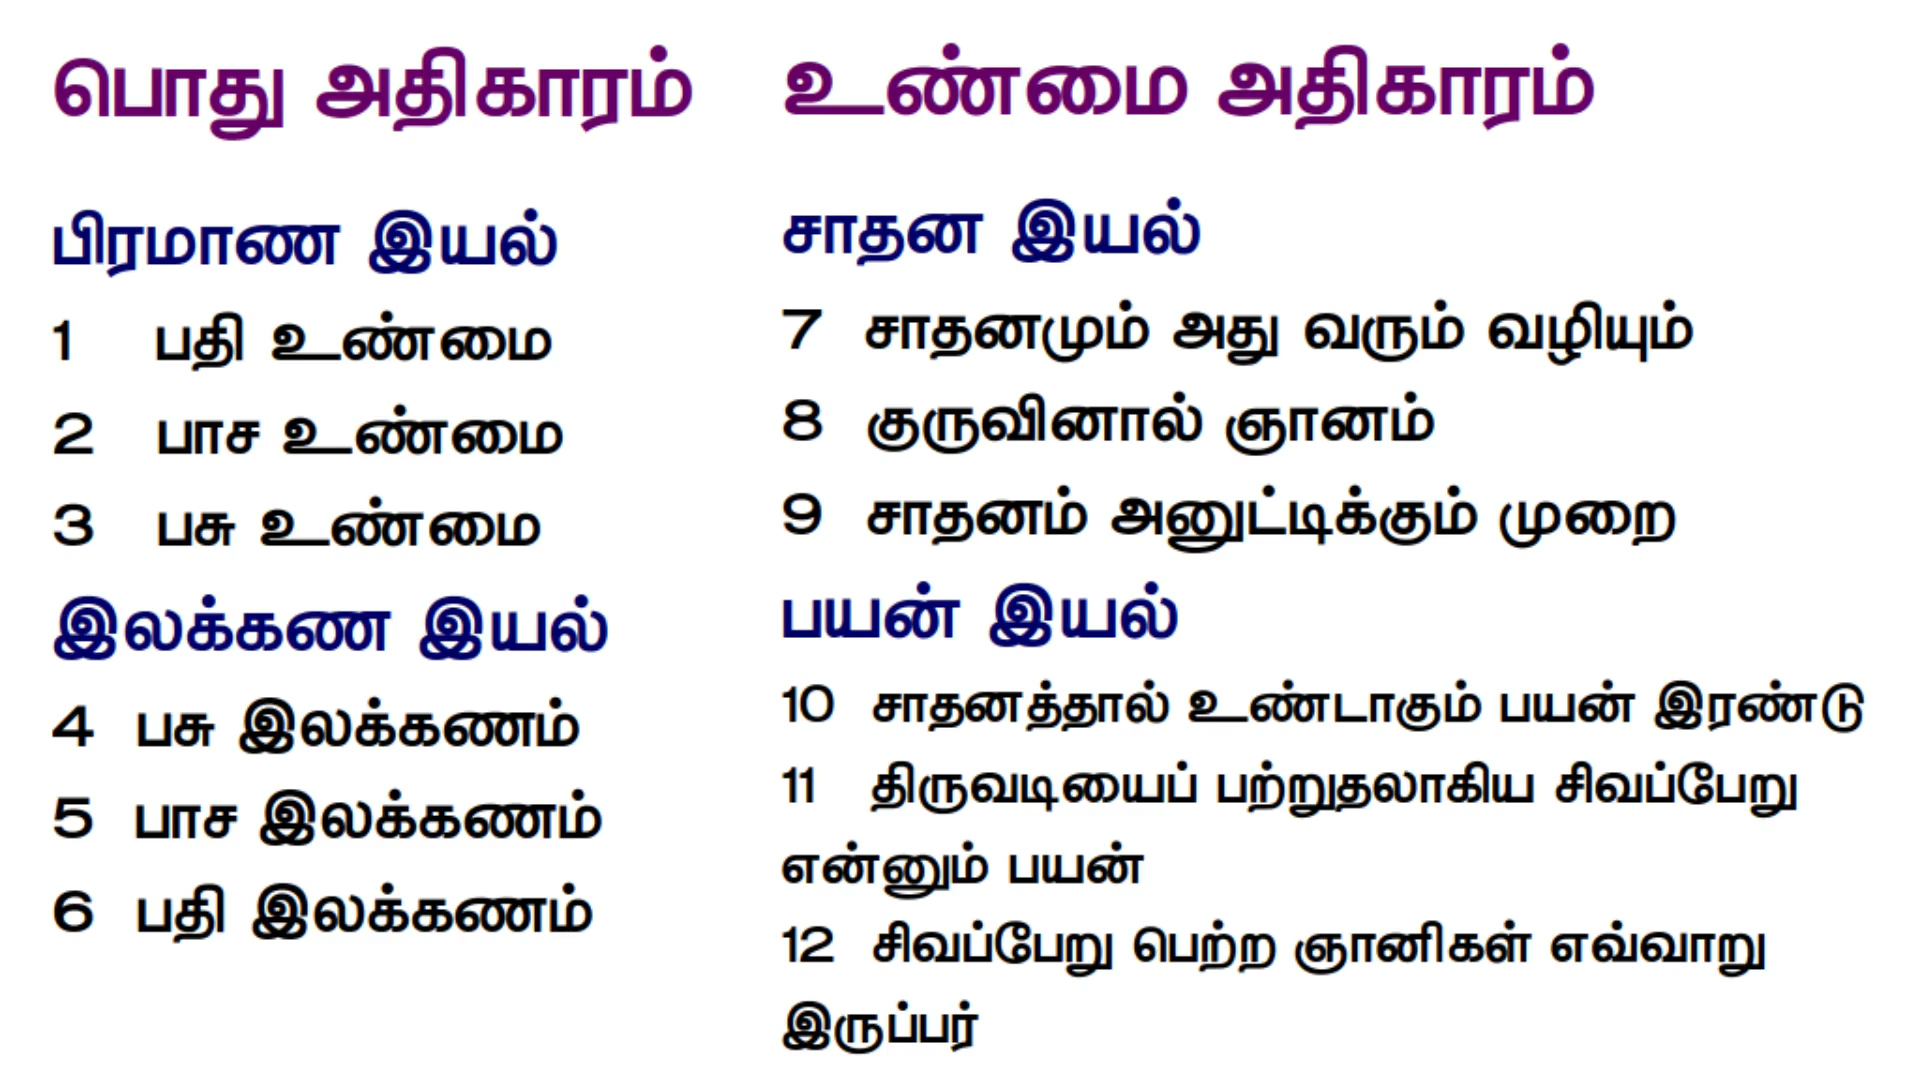 பொது அதிகாரம்
பிரமாண இயல்
1 பதி உண்மை
2 பாச உண்மை
3 பசு உண்மை
இலக்கண இயல்
4 பசு இலக்கணம்
5 பாச இலக்கணம்
6 பதி இலக்கணம்
உண்மை அதிகாரம்
சாதன இயல்
7 சாதனமும் அது வரும் வழியும்
8 குருவினால் ஞானம்
9 சாதனம் அனுட்டிக்கும் முறை
பயன் இயல்
10 சாதனத்தால் உண்டாகும் பயன் இரண்டு
11 திருவடியைப் பற்றுதலாகிய சிவப்பேறு
என்னும் பயன்
12 சிவப்பேறு பெற்ற ஞானிகள் எவ்வாறு
இருப்பர்